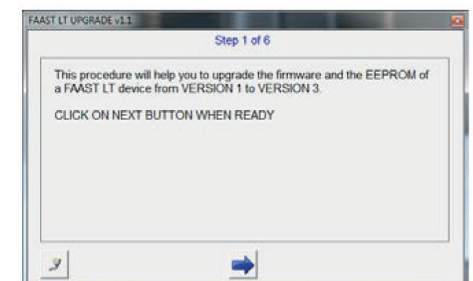 FAAST LT UPGRADE v1.1
Step 1 of 6
This procedure will help you to upgrade the firmware and the EEPROM of
a FAAST LT device from VERSION 1 to VERSION 3.
CLICK ON NEXT BUTTON WHEN READY